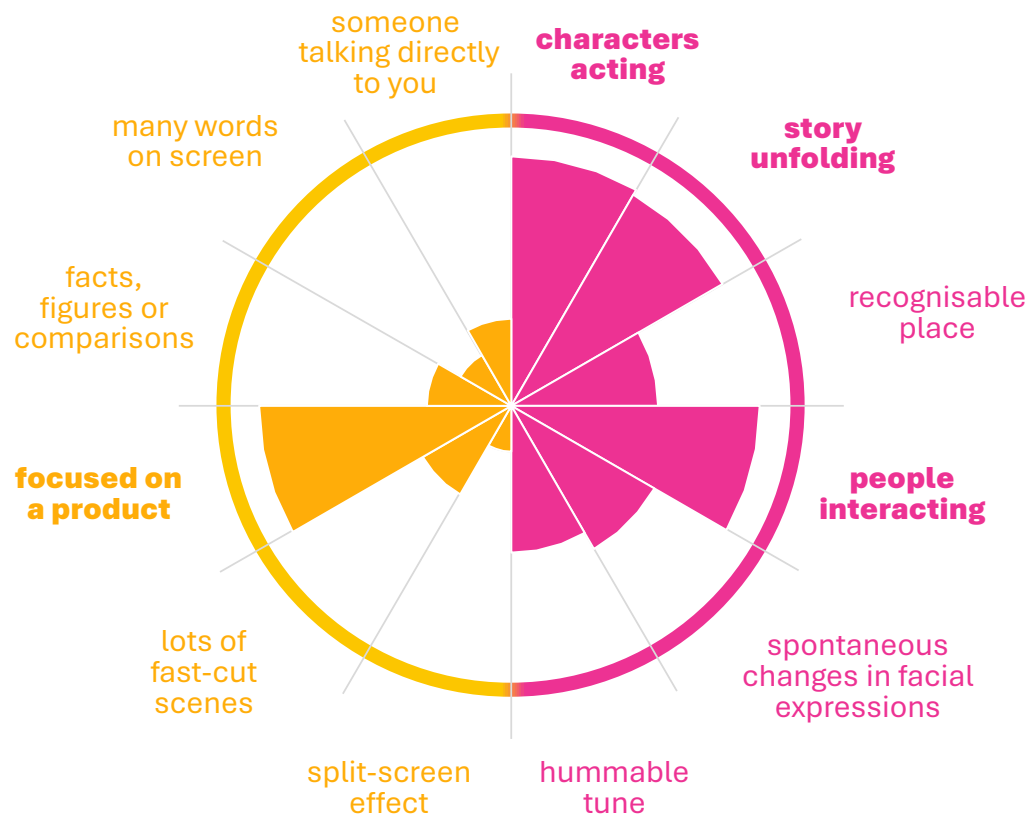 someone
talking directly
to you
characters
acting
many words
on screen
story
unfolding
facts,
figures or
comparisons
recognisable
place
focused on
a product
people
interacting
lots of
fast-cut
scenes
spontaneous
changes in facial
expressions
split-screen
effect
hummable
tune